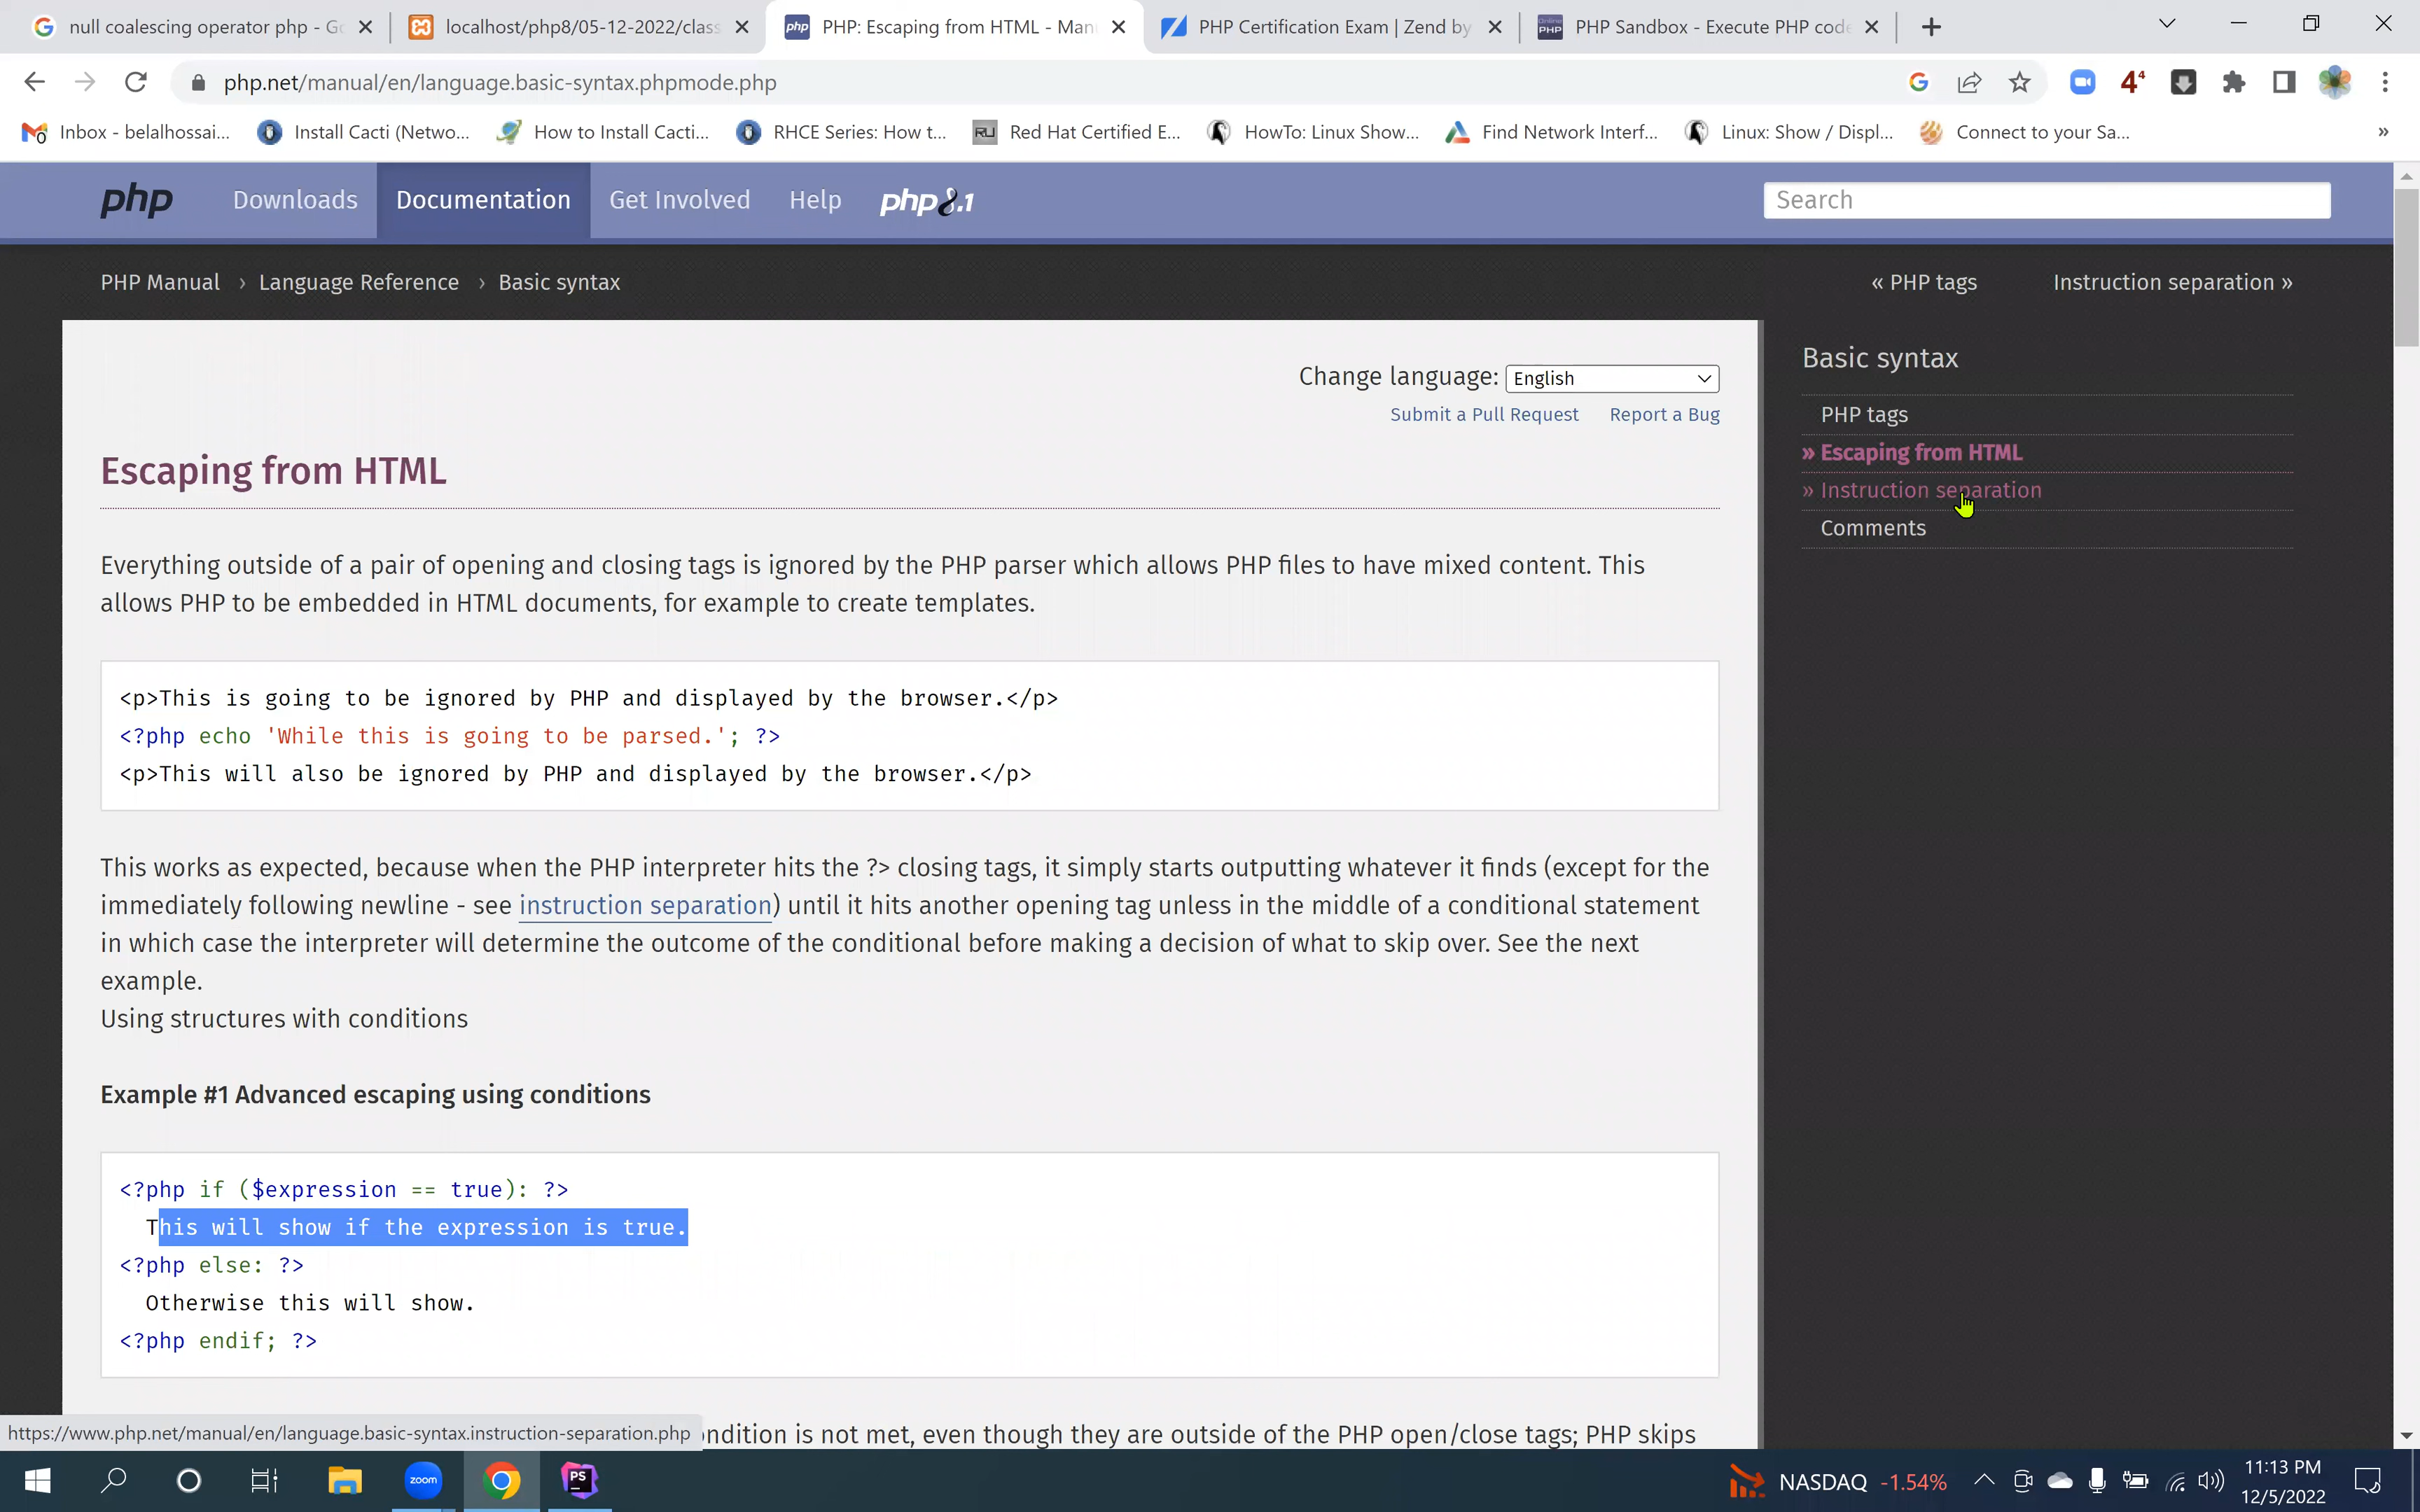 null coalescing operator php - Go
localhost/php8/05-12-2022/class
PHP: Escaping from HTML - Man
PHP Certification Exam | Zend by
PHP Sandbox - Execute PHP code
php.net/manual/en/language.basic-syntax.phpmode.php
Inbox - belalhossai...
Install Cacti (Netwo...
How to Install Cacti...
RHCE Series: How t...
Red Hat Certified E...
HowTo: Linux Show...
Find Network Interf...
Linux: Show / Displ...
Connect to your Sa...
»
php
Downloads
Documentation
Get Involved
Help
php8.1
Search
PHP Manual › Language Reference › Basic syntax
« PHP tags
Instruction separation »
Change language: English
Submit a Pull Request
Report a Bug
Escaping from HTML
Everything outside of a pair of opening and closing tags is ignored by the PHP parser which allows PHP files to have mixed content. This
allows PHP to be embedded in HTML documents, for example to create templates.
<p>This is going to be ignored by PHP and displayed by the browser.</p>
<?php echo 'While this is going to be parsed.'; ?>
<p>This will also be ignored by PHP and displayed by the browser.</p>
This works as expected, because when the PHP interpreter hits the ?> closing tags, it simply starts outputting whatever it finds (except for the
immediately following newline - see instruction separation) until it hits another opening tag unless in the middle of a conditional statement
in which case the interpreter will determine the outcome of the conditional before making a decision of what to skip over. See the next
example.
Using structures with conditions
Example #1 Advanced escaping using conditions
<?php if ($expression == true): ?>
This will show if the expression is true.
<?php else: ?>
Otherwise this will show.
<?php endif; ?>
https://www.php.net/manual/en/language.basic-syntax.instruction-separation.php
ndition is not met, even though they are outside of the PHP open/close tags; PHP skips
Basic syntax
PHP tags
» Escaping from HTML
» Instruction separation
Comments
zoom
PS
NASDAQ -1.54%
11:13 PM
12/5/2022